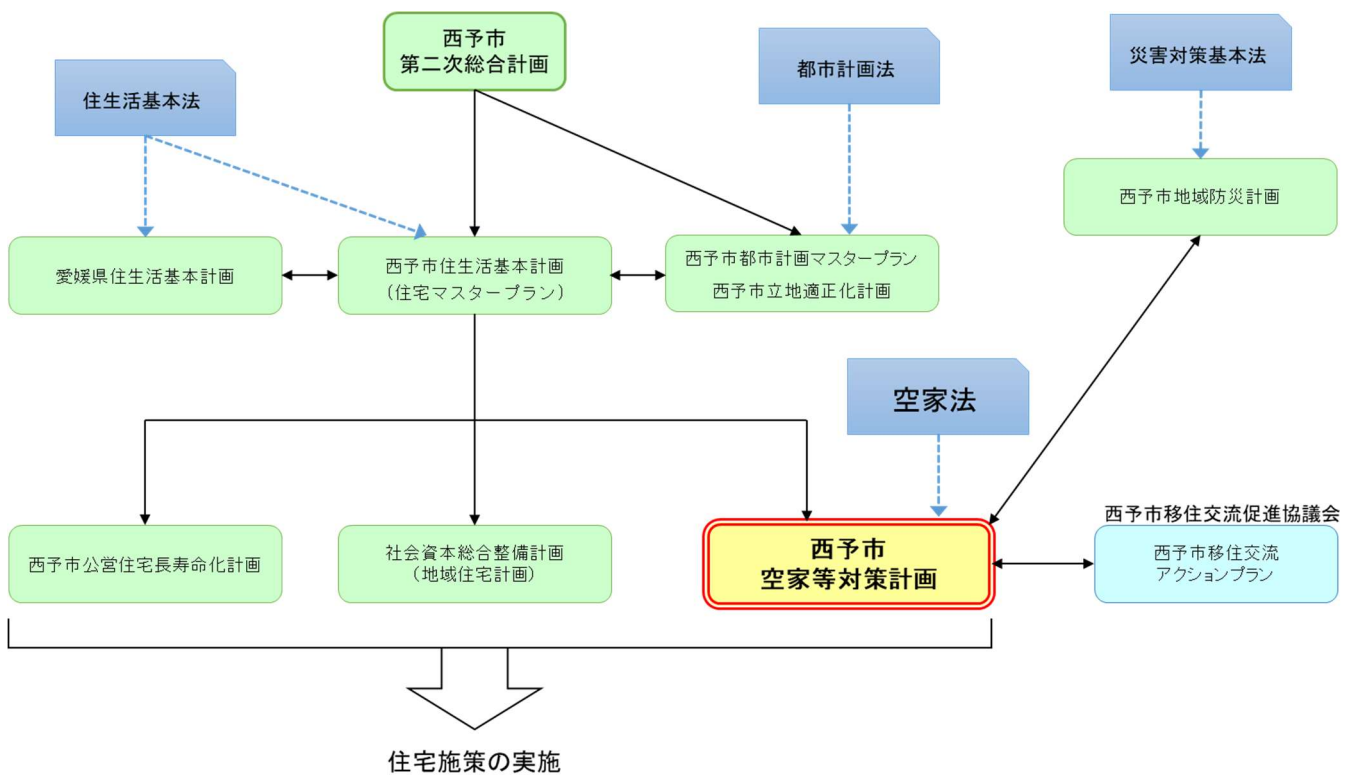 西予市
第二次総合計画
住生活基本法
都市計画法
災害対策基本法
西予市地域防災計画
愛媛県住生活基本計画
西予市住生活基本計画
（住宅マスタープラン）
西予市都市計画マスタープラン
西予市立地適正化計画
空家法
西予市公営住宅長寿命化計画
社会資本総合整備計画
（地域住宅計画）
西予市
空家等対策計画
西予市移住交流促進協議会
西予市移住交流
アクションプラン
住宅施策の実施